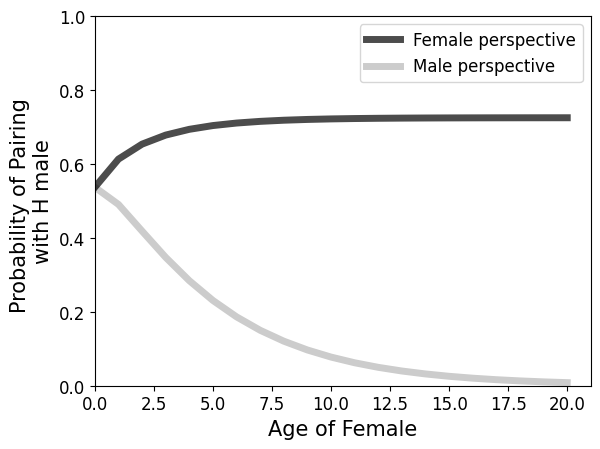 Probability of Pairing
with H male
1.0
0.8
0.6
0.4
0.2
0.0
Female perspective
Male perspective
0.0 2.5 5.0 7.5 10.0 12.5 15.0 17.5 20.0
Age of Female